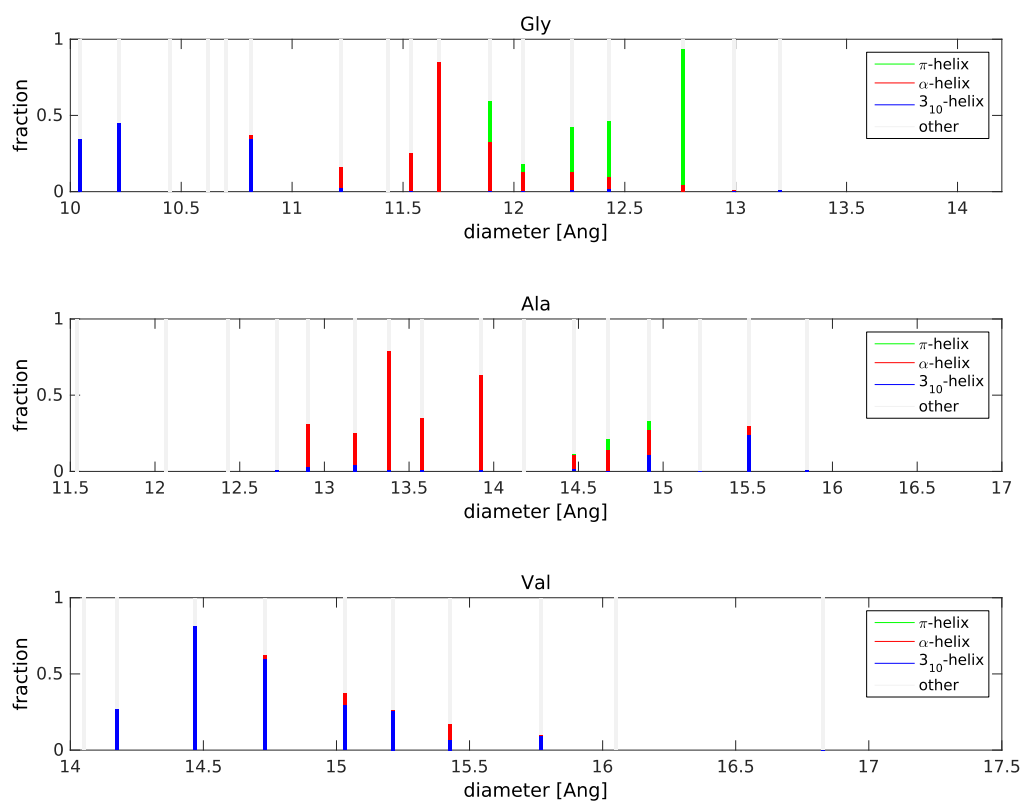 Gly
1
0.5
0
fraction
10
10.5
11
11.5
12
12.5
13
13.5
14
diameter [Ang]
π-helix
α-helix
3₁₀-helix
other
Ala
1
0.5
0
fraction
11.5
12
12.5
13
13.5
14
14.5
15
15.5
16
16.5
17
diameter [Ang]
π-helix
α-helix
3₁₀-helix
other
Val
1
0.5
0
fraction
14
14.5
15
15.5
16
16.5
17
17.5
diameter [Ang]
π-helix
α-helix
3₁₀-helix
other